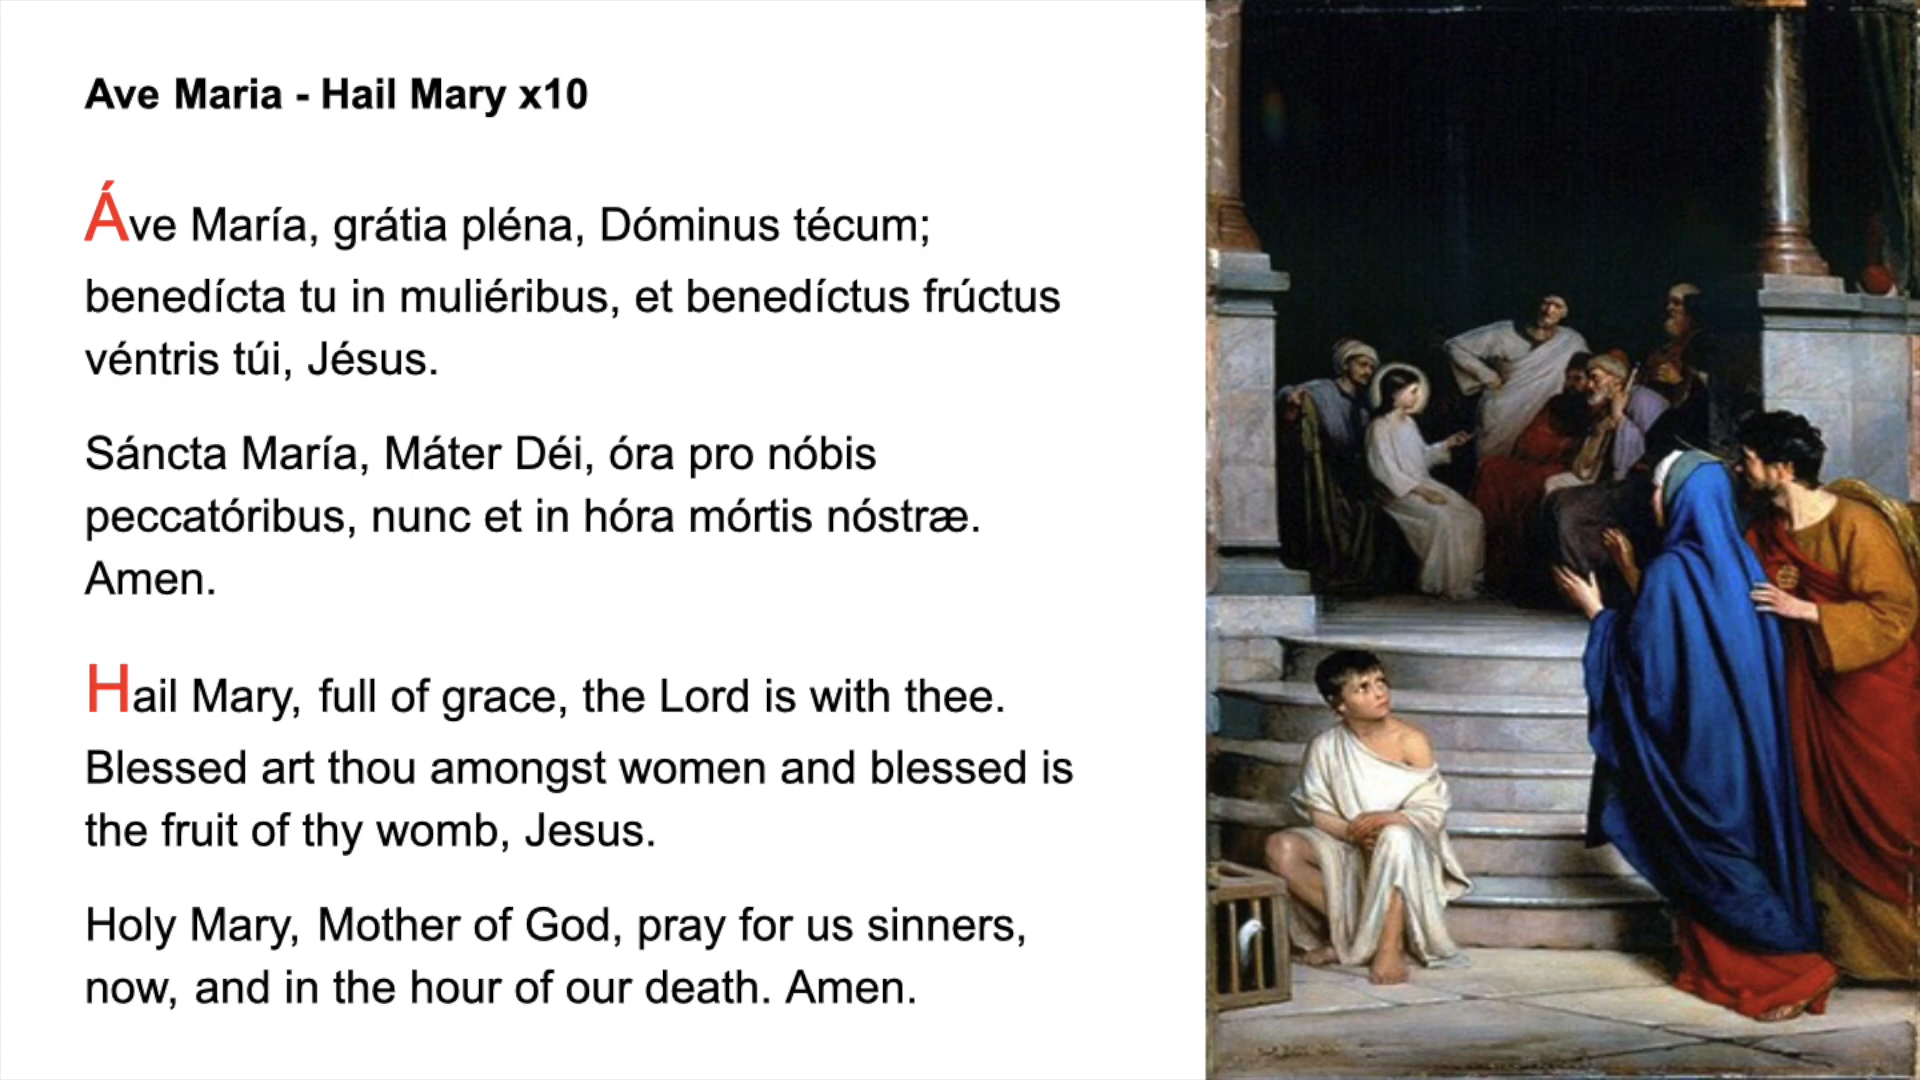 Ave Maria - Hail Mary x10
Áve María, grátia pléna, Dóminus técum;
benedícta tu in muliéribus, et benedíctus frúctus
véntris túi, Jésus.
Sáncta María, Máter Déi, óra pro nóbis
peccatóribus, nunc et in hóra mórtis nóstræ.
Amen.
Hail Mary, full of grace, the Lord is with thee.
Blessed art thou amongst women and blessed is
the fruit of thy womb, Jesus.
Holy Mary, Mother of God, pray for us sinners,
now, and in the hour of our death. Amen.